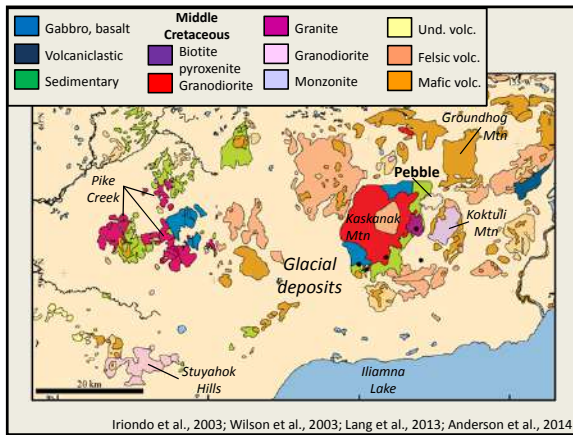 Gabbro, basalt
Volcaniclastic
Sedimentary
Middle
Cretaceous
Biotite
pyroxenite
Granodiorite
Granite
Granodiorite
Monzonite
Und. volc.
Felsic volc.
Mafic volc.
Groundhog
Mtn
Pebble
Pike
Creek
Kaskanak
Mtn
Koktuli
Mtn
Glacial
deposits
Stuyahok
Hills
Iliamna
Lake
20 km
Iriondo et al., 2003; Wilson et al., 2003; Lang et al., 2013; Anderson et al., 2014